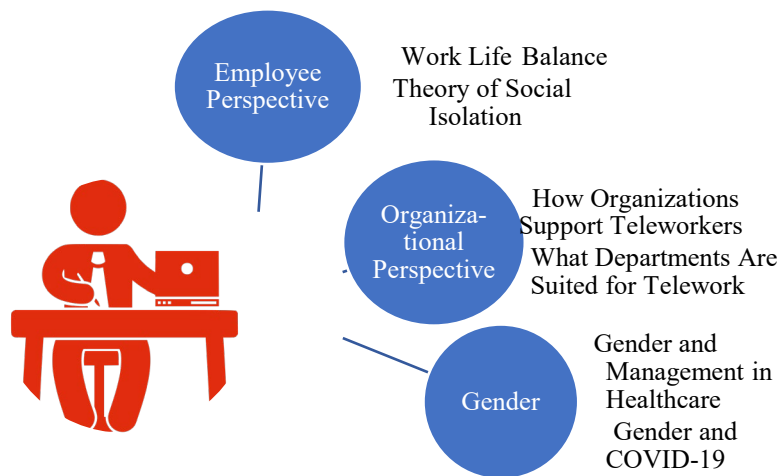 Employee
Perspective
Work Life Balance
Theory of Social
Isolation
Organiza-
tional
Perspective
How Organizations
Support Teleworkers
What Departments Are
Suited for Telework
Gender
Gender and
Management in
Healthcare
Gender and
COVID-19